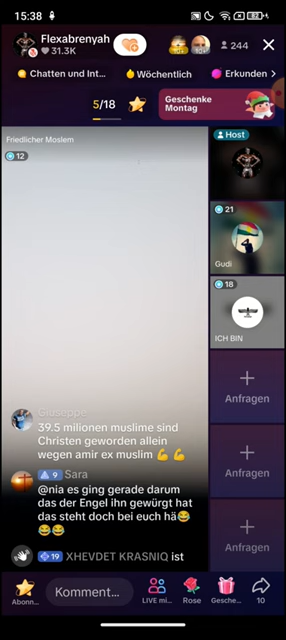 15:38
82
Flexabrenyah
31.3K
244
Chatten und Int...
Wöchentlich
Erkunden
5/18
Geschenke
Montag
Friedlicher Moslem
12
Host
21
Gudi
18
ICH BIN
Anfragen
Anfragen
Anfragen
Giuseppe
39.5 milionen muslime sind
Christen geworden allein
wegen amir ex muslim 💪 💪
9 Sara
@nia es ging gerade darum
das der Engel ihn gewürgt hat
das steht doch bei euch hä😂
😂😂
19 XHEVDET KRASNIQ ist
Abonn...
Komment...
LIVE mi...
Rose
Gesche...
10